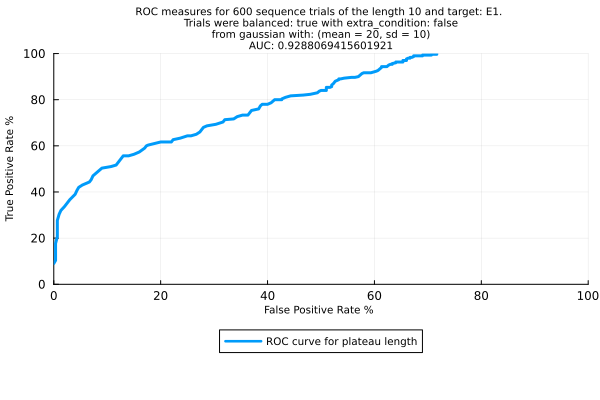 ROC measures for 600 sequence trials of the length 10 and target: E1.
Trials were balanced: true with extra_condition: false
from gaussian with: (mean = 20, sd = 10)
AUC: 0.9288069415601921
100
80
60
40
20
0
True Positive Rate %
0 20 40 60 80 100
False Positive Rate %
ROC curve for plateau length